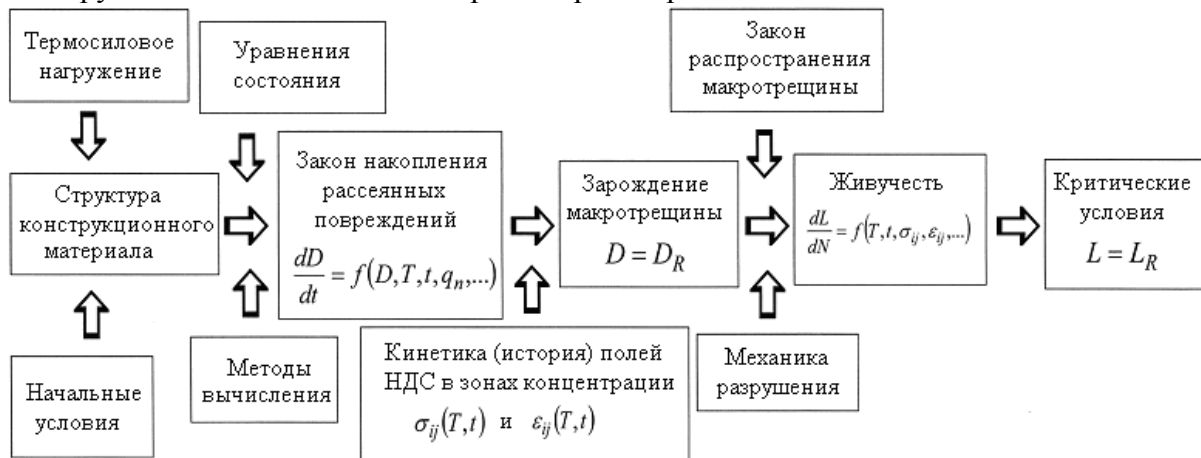 Термосиловое
нагружение
Уравнения
состояния
Закон
распространения
макротрещины
Структура
конструкционного
материала
Закон накопления
рассеянных
повреждений
dD/dt = f(D,T,t,q_n,...)
Зарождение
макротрещины
D = D_R
Живучесть
dL/dN = f(T,t,σ_ij,ε_ij,...)
Критические
условия
L = L_R
Начальные
условия
Методы
вычисления
Кинетика (история) полей
НДС в зонах концентрации
σ_ij(T,t) и ε_ij(T,t)
Механика
разрушения